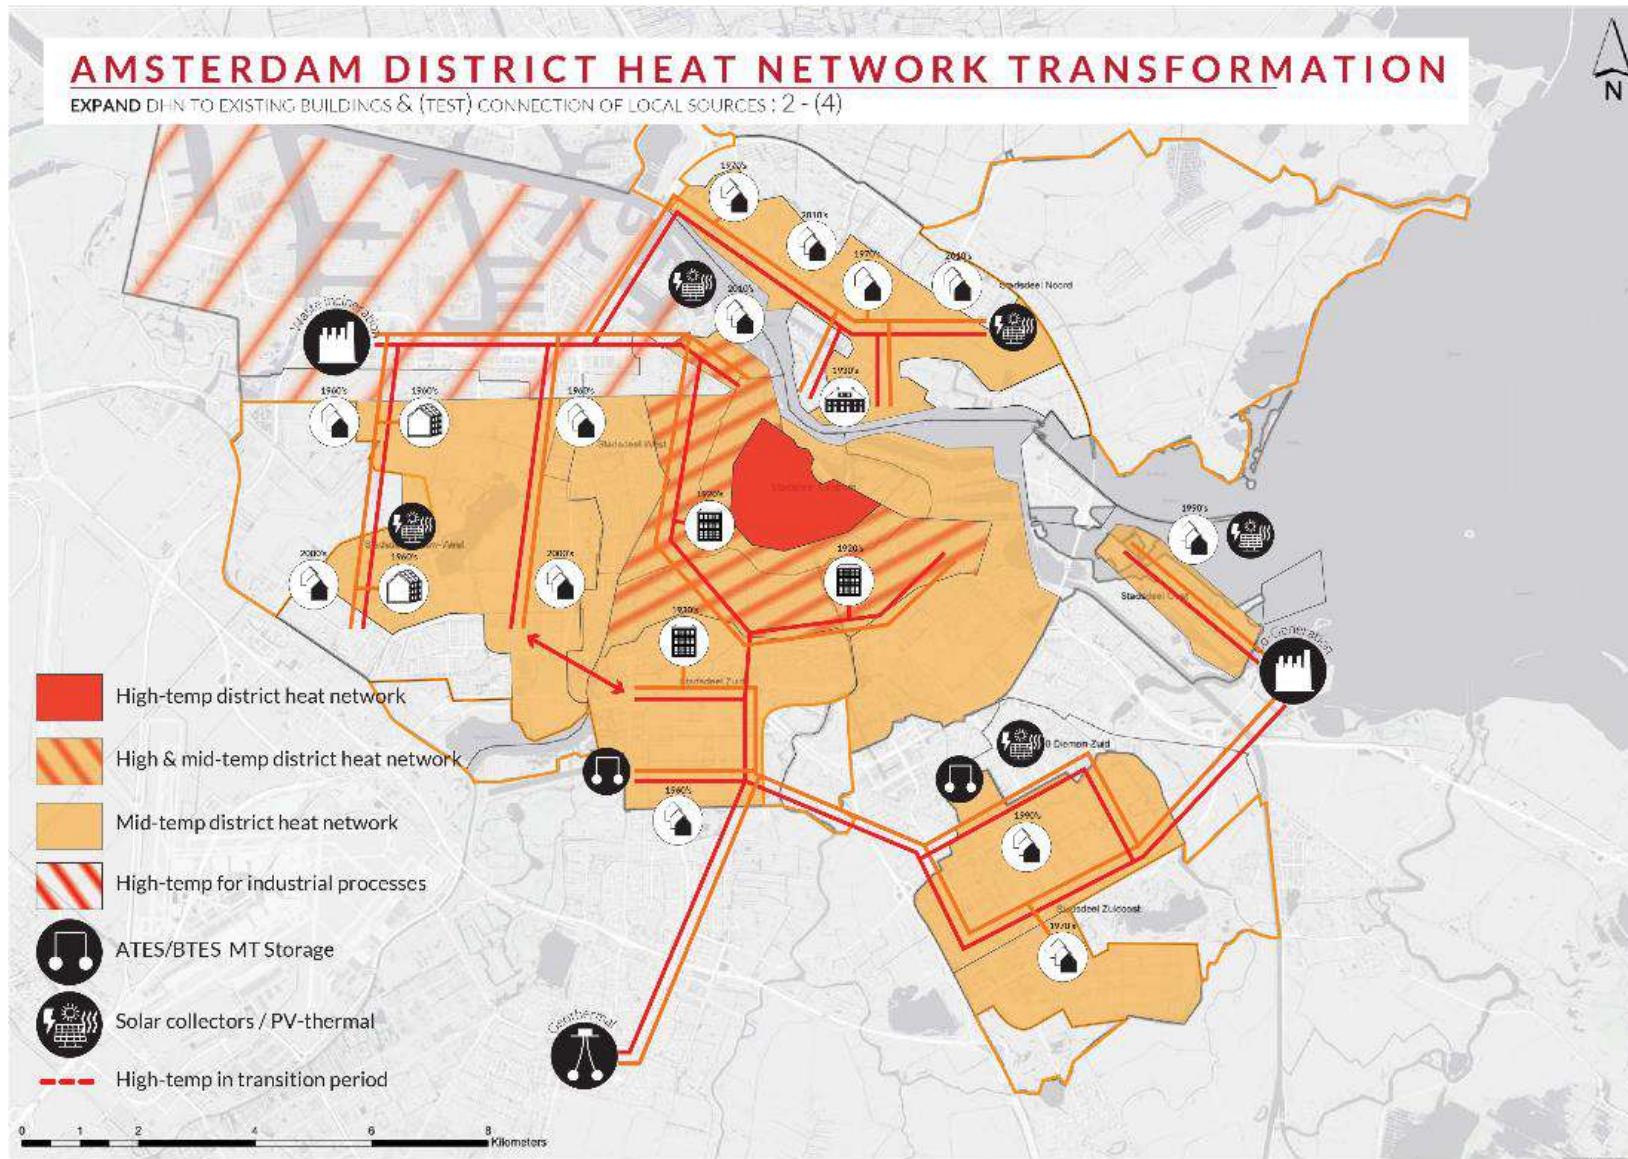 AMSTERDAM DISTRICT HEAT NETWORK TRANSFORMATION
EXPAND DHN TO EXISTING BUILDINGS & (TEST) CONNECTION OF LOCAL SOURCES : 2 - (4)
N
1970's
2010's
1970's
2010's
Stadsdeel Noord
2010's
Waste incineration
1930's
1960's
1960's
1960's
Stadsdeel West
1920's
1990's
2000's
1960's
2000's
1920's
Stadsdeel Oost
1930's
Stadsdeel Zuid
Co-Generation
High-temp district heat network
High & mid-temp district heat network
Mid-temp district heat network
High-temp for industrial processes
ATES/BTES MT Storage
Solar collectors / PV-thermal
High-temp in transition period
1960's
Diemen-Zuid
1990's
Stadsdeel Zuidoost
1970's
Geothermal
0 1 2 4 6 8
Kilometers